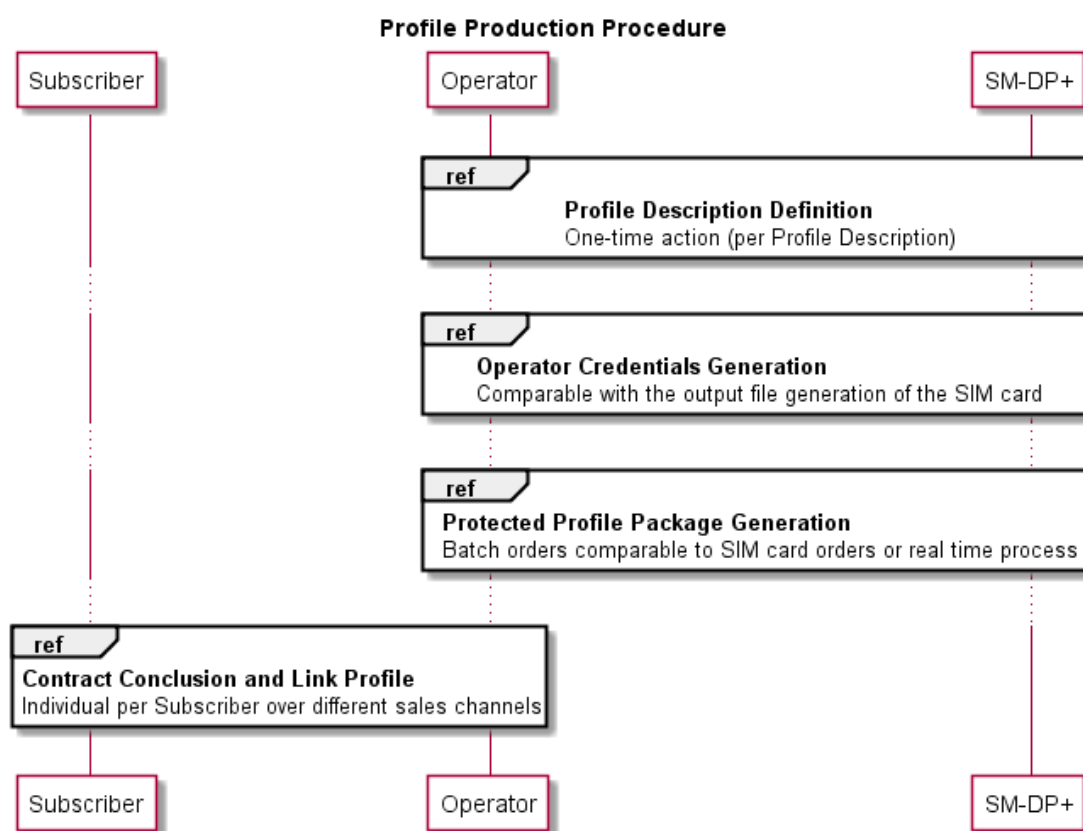 Profile Production Procedure
Subscriber
Operator
SM-DP+
ref
Profile Description Definition
One-time action (per Profile Description)
ref
Operator Credentials Generation
Comparable with the output file generation of the SIM card
ref
Protected Profile Package Generation
Batch orders comparable to SIM card orders or real time process
ref
Contract Conclusion and Link Profile
Individual per Subscriber over different sales channels
Subscriber
Operator
SM-DP+